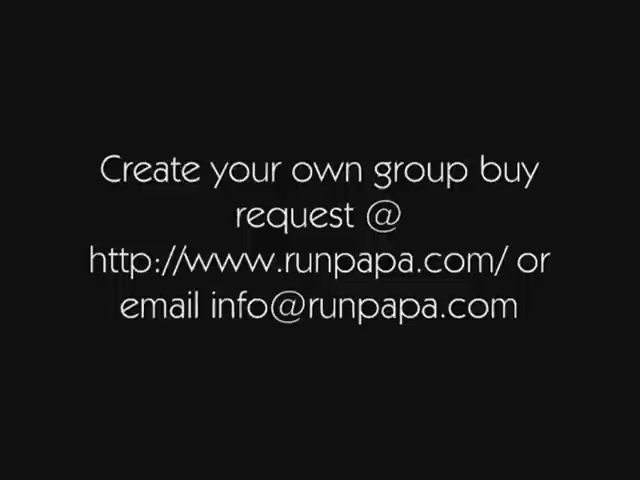 Create your own group buy
request @
http://www.runpapa.com/ or
email info@runpapa.com